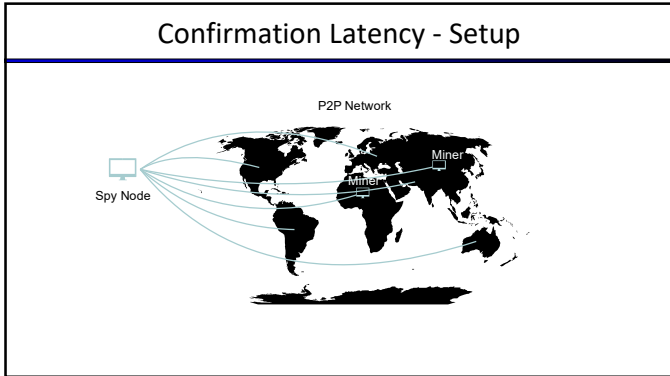 Confirmation Latency - Setup
P2P Network
Miner
Miner
Spy Node